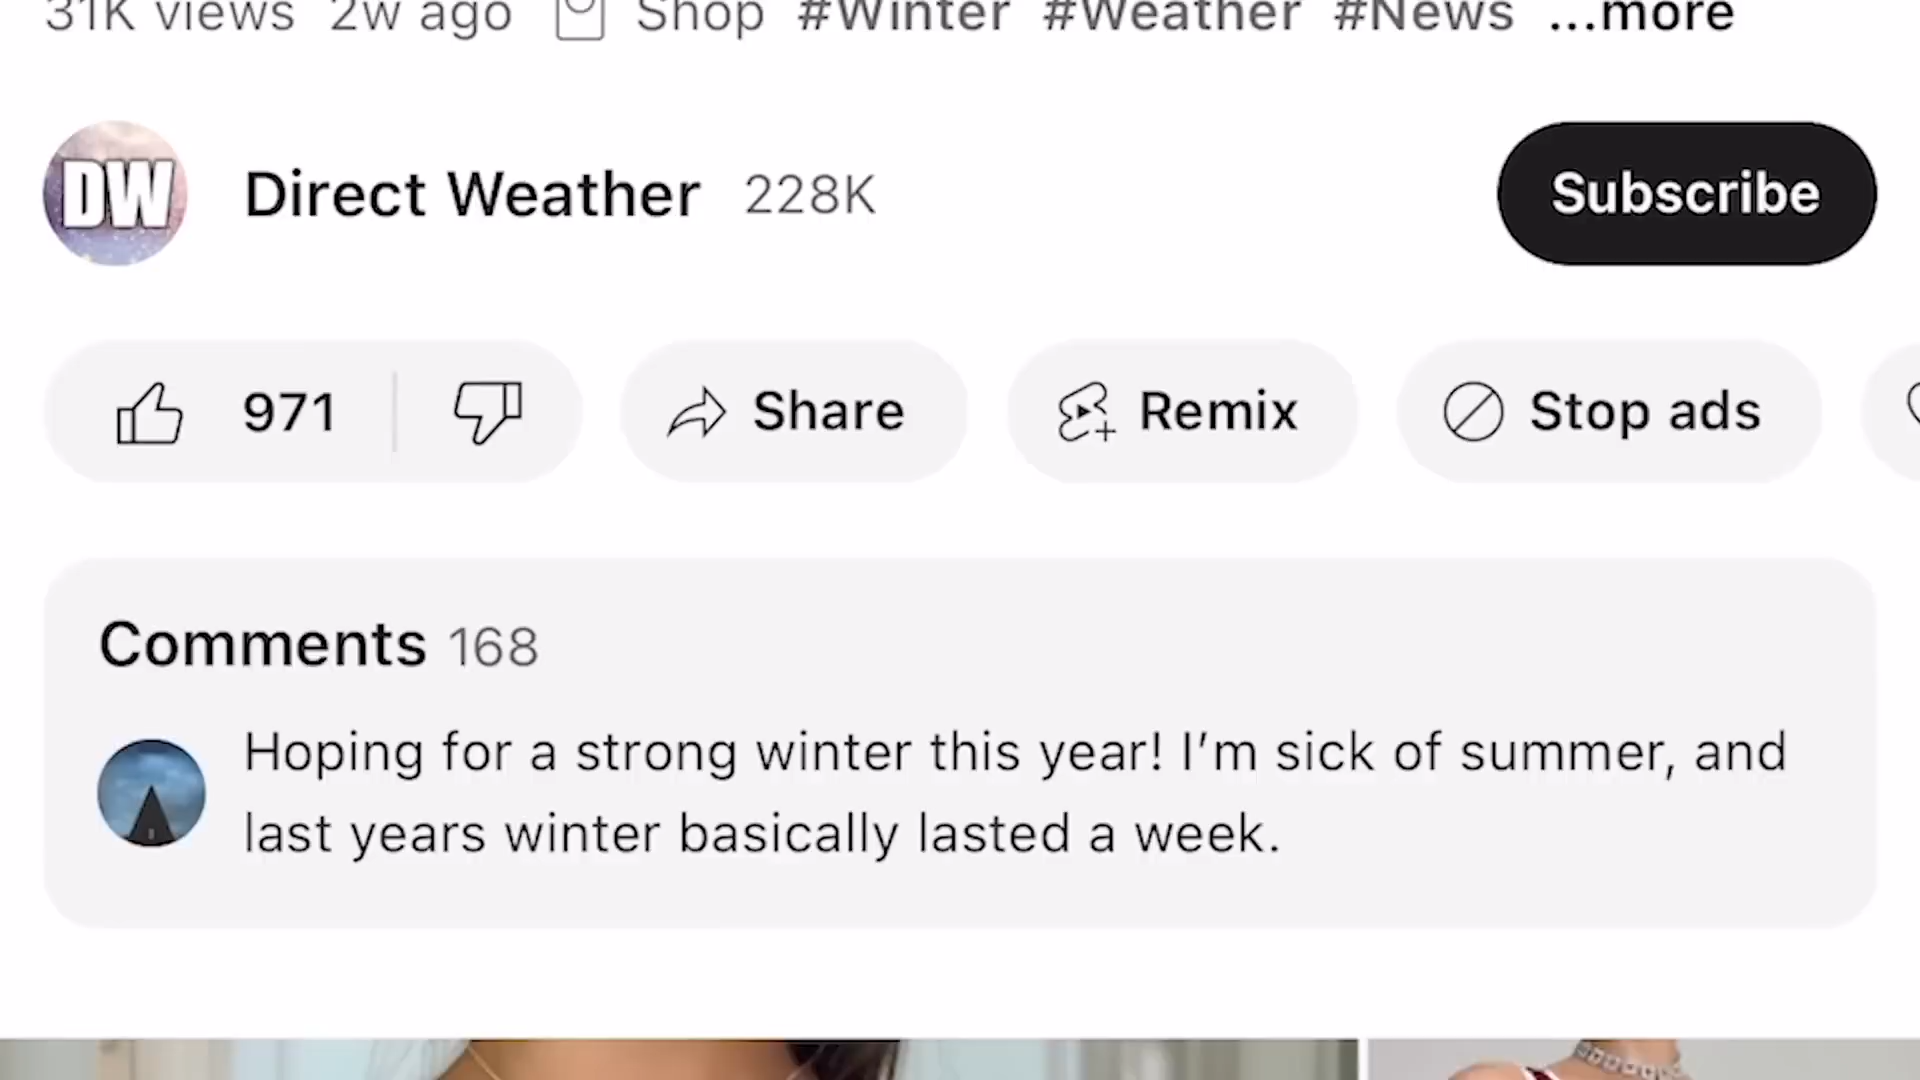 31K views 2w ago Shop #Winter #Weather #News ...more
DW Direct Weather 228K Subscribe
971 Share Remix Stop ads
Comments 168
Hoping for a strong winter this year! I'm sick of summer, and
last years winter basically lasted a week.